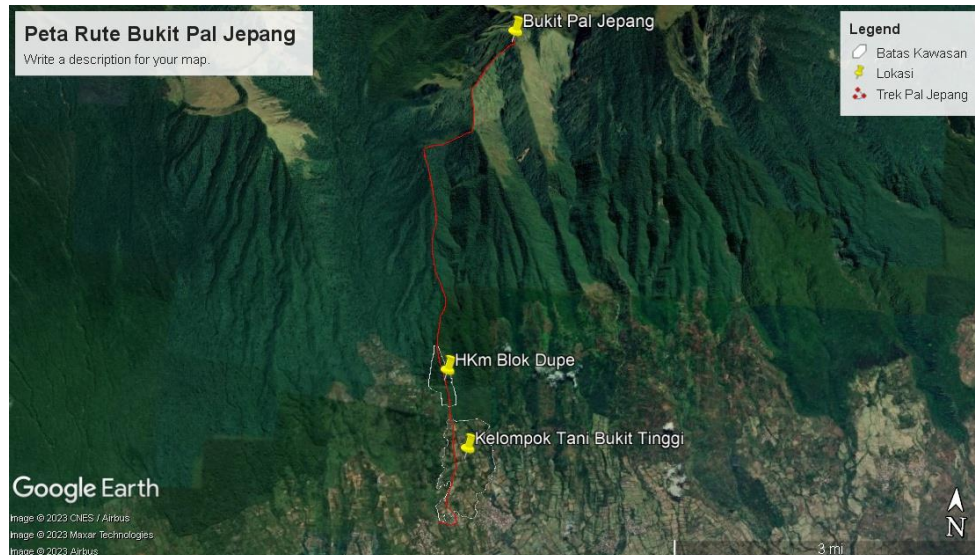 Peta Rute Bukit Pal Jepang
Write a description for your map.
Legend
Batas Kawasan
Lokasi
Trek Pal Jepang
Bukit Pal Jepang
HKm Blok Dupe
Kelompok Tani Bukit Tinggi
Google Earth
Image © 2023 CNES / Airbus
Image © 2023 Maxar Technologies
Image © 2023 Airbus
3 mi
N